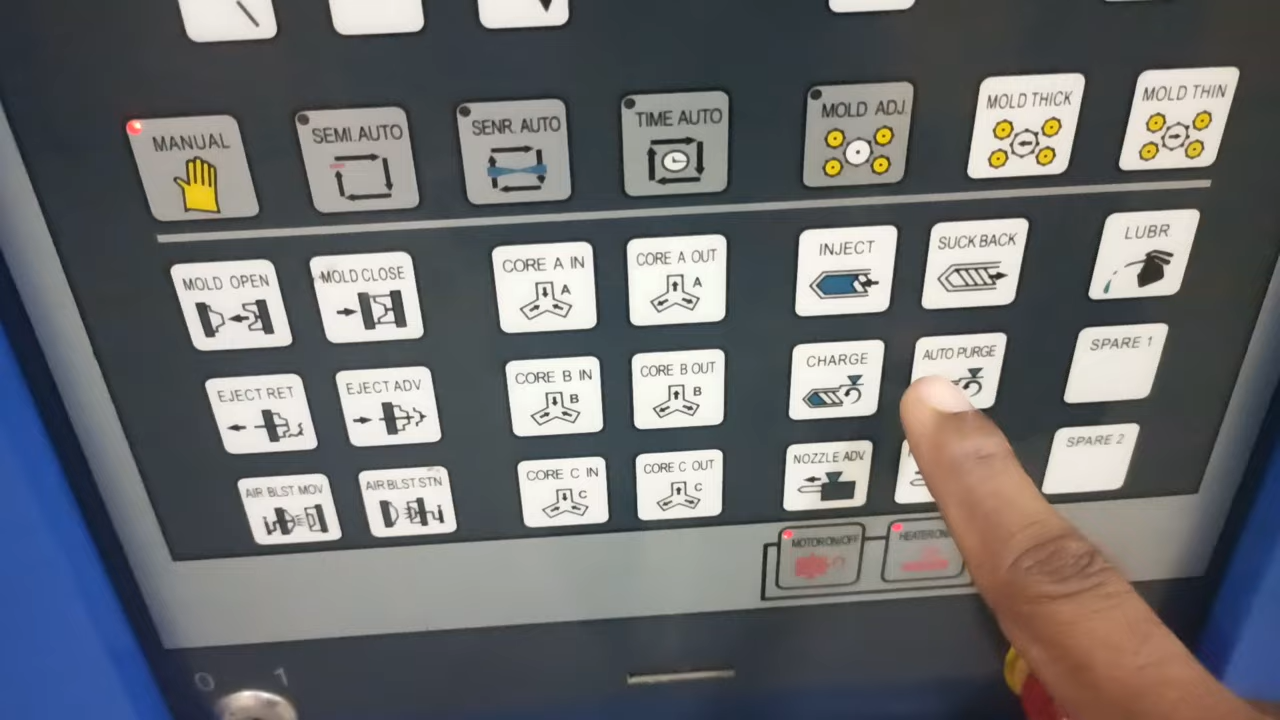 MANUAL
SEMI.AUTO
SENR. AUTO
TIME AUTO
MOLD ADJ.
MOLD THICK
MOLD THIN
MOLD OPEN
MOLD CLOSE
CORE A IN
A
CORE A OUT
A
INJECT
SUCK BACK
LUBR
EJECT RET
EJECT ADV
CORE B IN
B
CORE B OUT
B
CHARGE
AUTO PURGE
SPARE 1
AIR BLST MOV
AIR BLST STN
CORE C IN
C
CORE C OUT
C
NOZZLE ADV
SPARE 2
MOTOR ON/OFF
HEATER ON
0 1